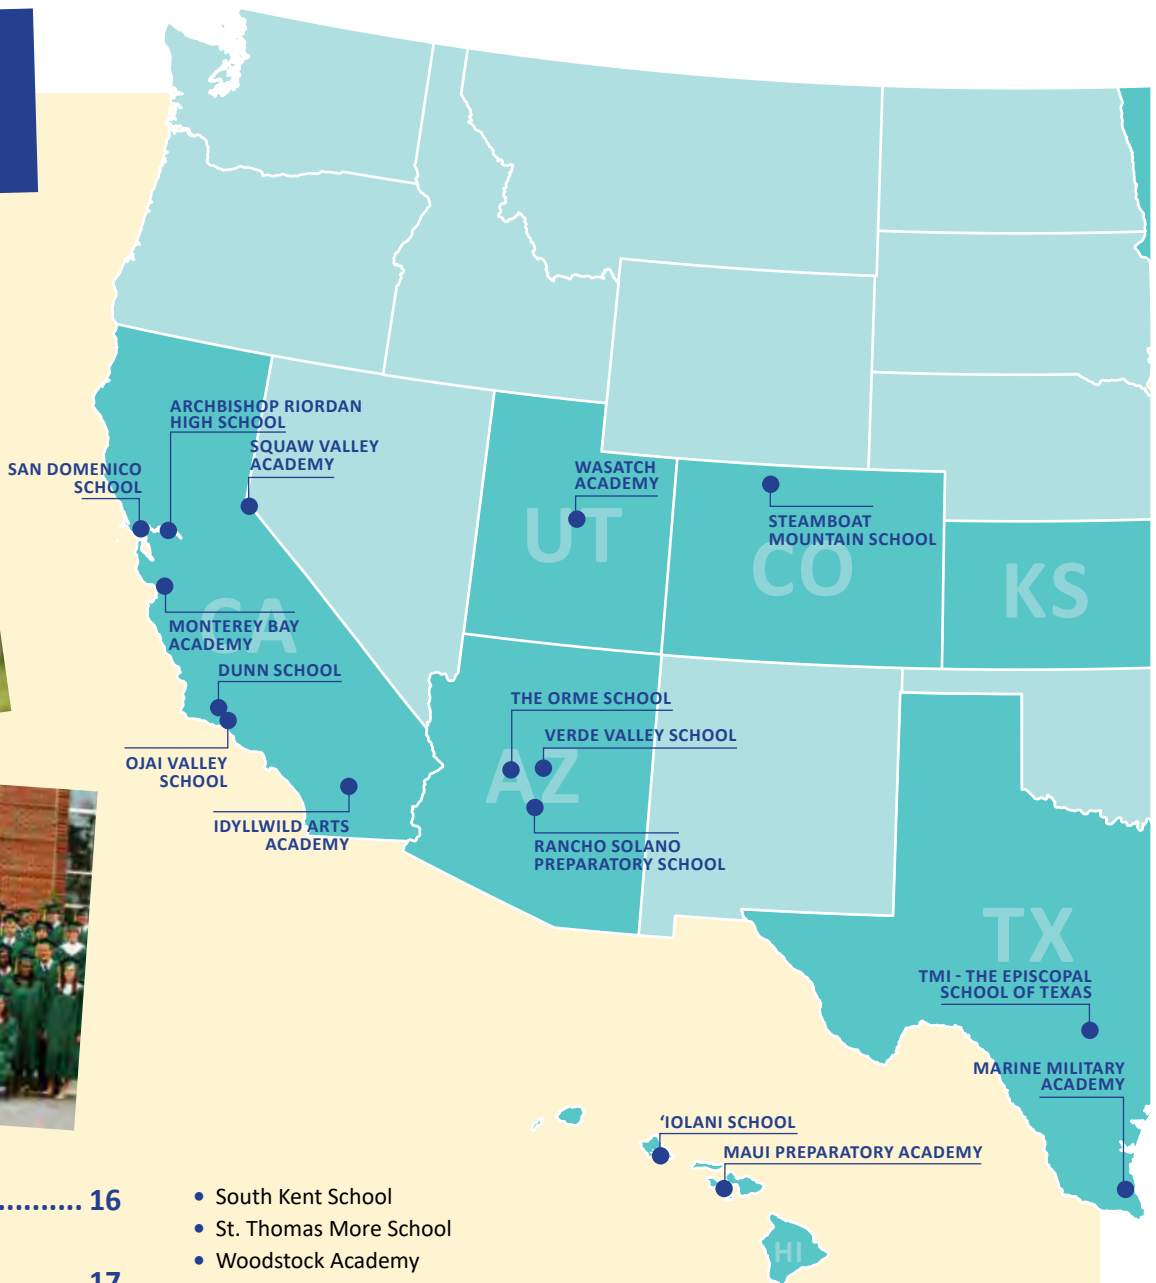 ARCHBISHOP RIORDAN
HIGH SCHOOL
SQUAW VALLEY
ACADEMY
SAN DOMENICO
SCHOOL
WASATCH
ACADEMY
UT
STEAMBOAT
MOUNTAIN SCHOOL
CO
KS
CA
MONTEREY BAY
ACADEMY
DUNN SCHOOL
THE ORME SCHOOL
VERDE VALLEY SCHOOL
AZ
OJAI VALLEY
SCHOOL
IDYLLWILD ARTS
ACADEMY
RANCHO SOLANO
PREPARATORY SCHOOL
TX
TMI - THE EPISCOPAL
SCHOOL OF TEXAS
MARINE MILITARY
ACADEMY
‘IOLANI SCHOOL
MAUI PREPARATORY ACADEMY
HI
.......... 16
17
• South Kent School
• St. Thomas More School
• Woodstock Academy